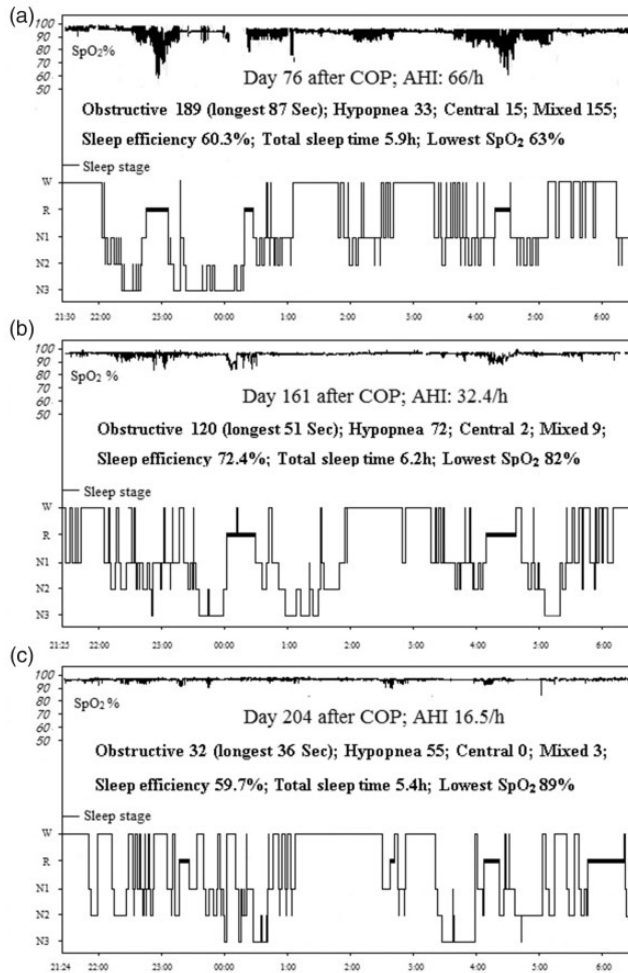 (a)
100
90
80
70
60
50
SpO2%
Day 76 after COP; AHI: 66/h
Obstructive 189 (longest 87 Sec); Hypopnea 33; Central 15; Mixed 155;
Sleep efficiency 60.3%; Total sleep time 5.9h; Lowest SpO2 63%
Sleep stage
W
R
N1
N2
N3
21:30 22:00 23:00 00:00 1:00 2:00 3:00 4:00 5:00 6:00
(b)
100
90
80
70
60
50
SpO2 %
Day 161 after COP; AHI: 32.4/h
Obstructive 120 (longest 51 Sec); Hypopnea 72; Central 2; Mixed 9;
Sleep efficiency 72.4%; Total sleep time 6.2h; Lowest SpO2 82%
Sleep stage
W
R
N1
N2
N3
21:25 22:00 23:00 00:00 1:00 2:00 3:00 4:00 5:00 6:00
(c)
100
90
80
70
60
50
SpO2 %
Day 204 after COP; AHI 16.5/h
Obstructive 32 (longest 36 Sec); Hypopnea 55; Central 0; Mixed 3;
Sleep efficiency 59.7%; Total sleep time 5.4h; Lowest SpO2 89%
Sleep stage
W
R
N1
N2
N3
21:24 22:00 23:00 00:00 1:00 2:00 3:00 4:00 5:00 6:00